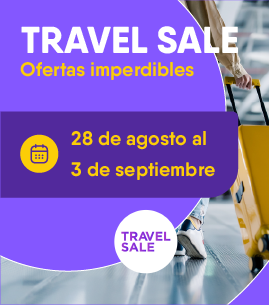 TRAVEL SALE
Ofertas imperdibles
28 de agosto al
3 de septiembre
TRAVEL
SALE